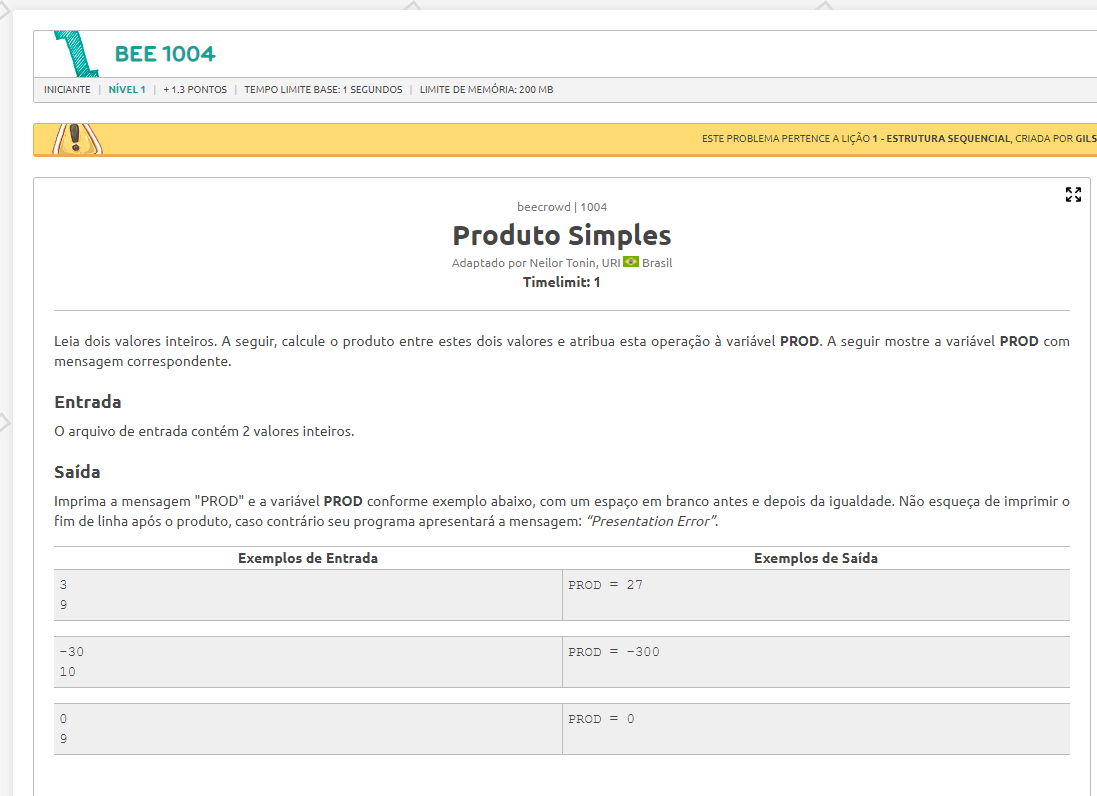 BEE 1004
INICIANTE | NÍVEL 1 | + 1.3 PONTOS | TEMPO LIMITE BASE: 1 SEGUNDOS | LIMITE DE MEMÓRIA: 200 MB
ESTE PROBLEMA PERTENCE A LIÇÃO 1 - ESTRUTURA SEQUENCIAL, CRIADA POR GILS
beecrowd | 1004
Produto Simples
Adaptado por Neilor Tonin, URI Brasil
Timelimit: 1
Leia dois valores inteiros. A seguir, calcule o produto entre estes dois valores e atribua esta operação à variável PROD. A seguir mostre a variável PROD com
mensagem correspondente.
Entrada
O arquivo de entrada contém 2 valores inteiros.
Saída
Imprima a mensagem "PROD" e a variável PROD conforme exemplo abaixo, com um espaço em branco antes e depois da igualdade. Não esqueça de imprimir o
fim de linha após o produto, caso contrário seu programa apresentará a mensagem: “Presentation Error”.
Exemplos de Entrada Exemplos de Saída
3 PROD = 27
9
-30 PROD = -300
10
0 PROD = 0
9